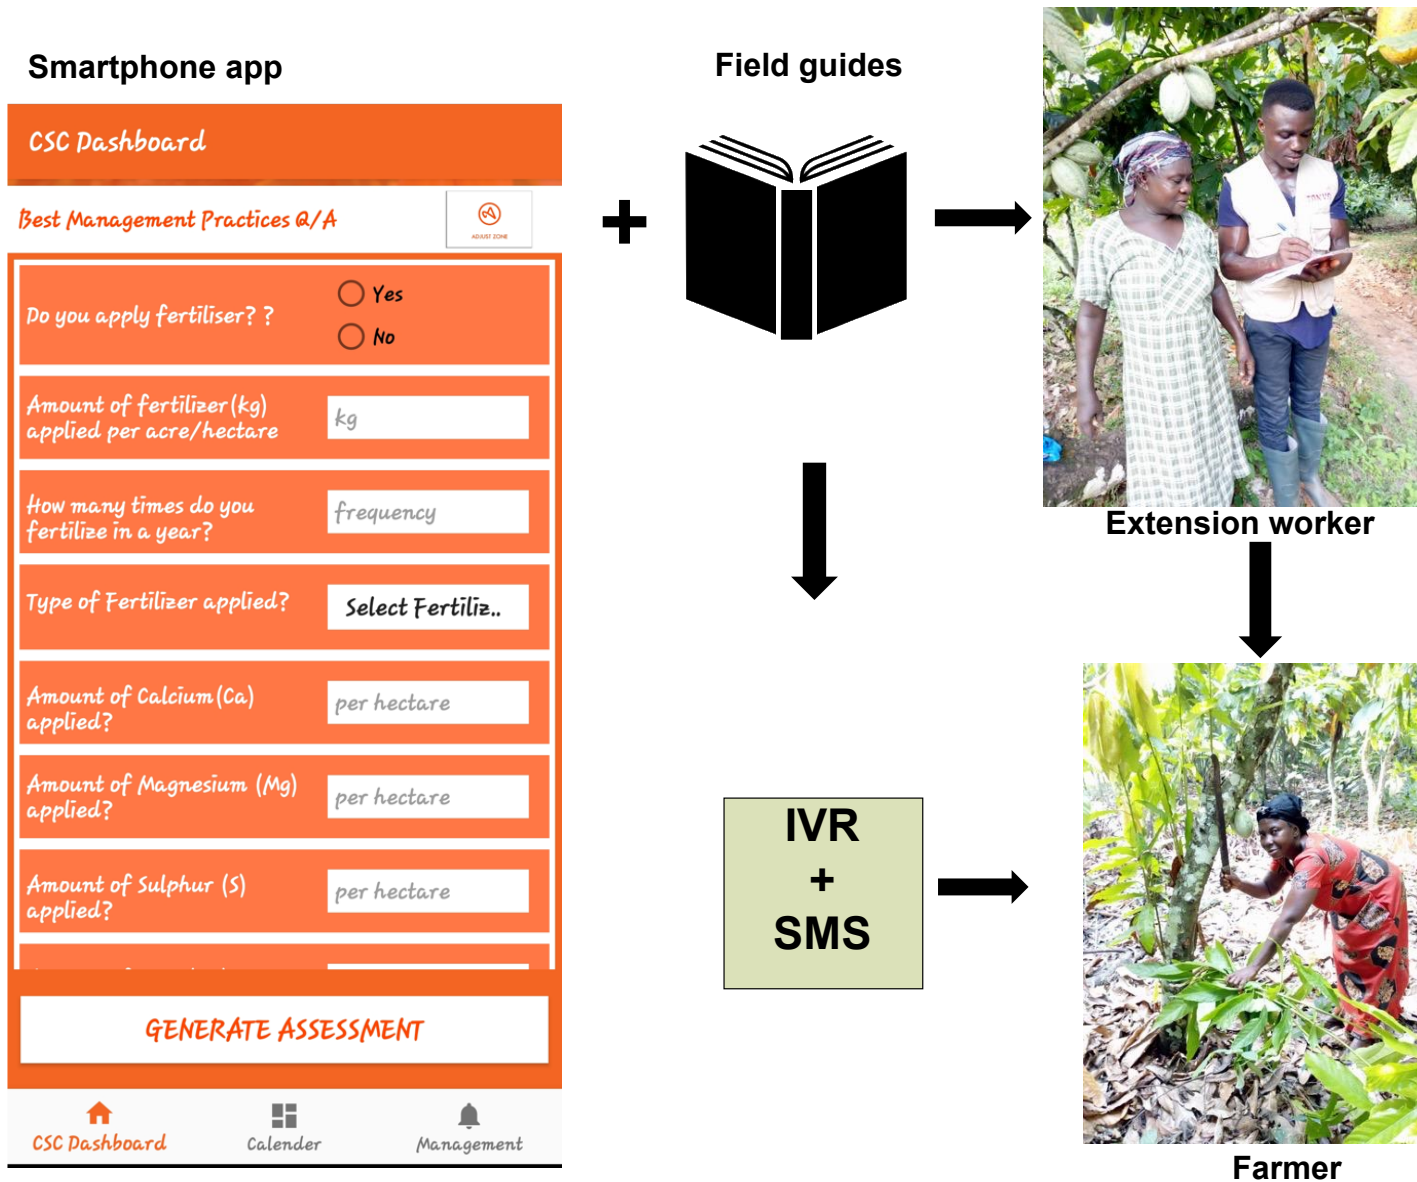 Smartphone app
CSC Dashboard
Best Management Practices Q/A
ADJUST ZONE
Do you apply fertiliser? ?
Yes
No
Amount of fertilizer(kg)
applied per acre/hectare
kg
How many times do you
fertilize in a year?
frequency
Type of Fertilizer applied?
Select Fertiliz..
Amount of Calcium(Ca)
applied?
per hectare
Amount of Magnesium (Mg)
applied?
per hectare
Amount of Sulphur (S)
applied?
per hectare
GENERATE ASSESSMENT
CSC Dashboard
Calender
Management
Field guides
IVR
+
SMS
Extension worker
Farmer